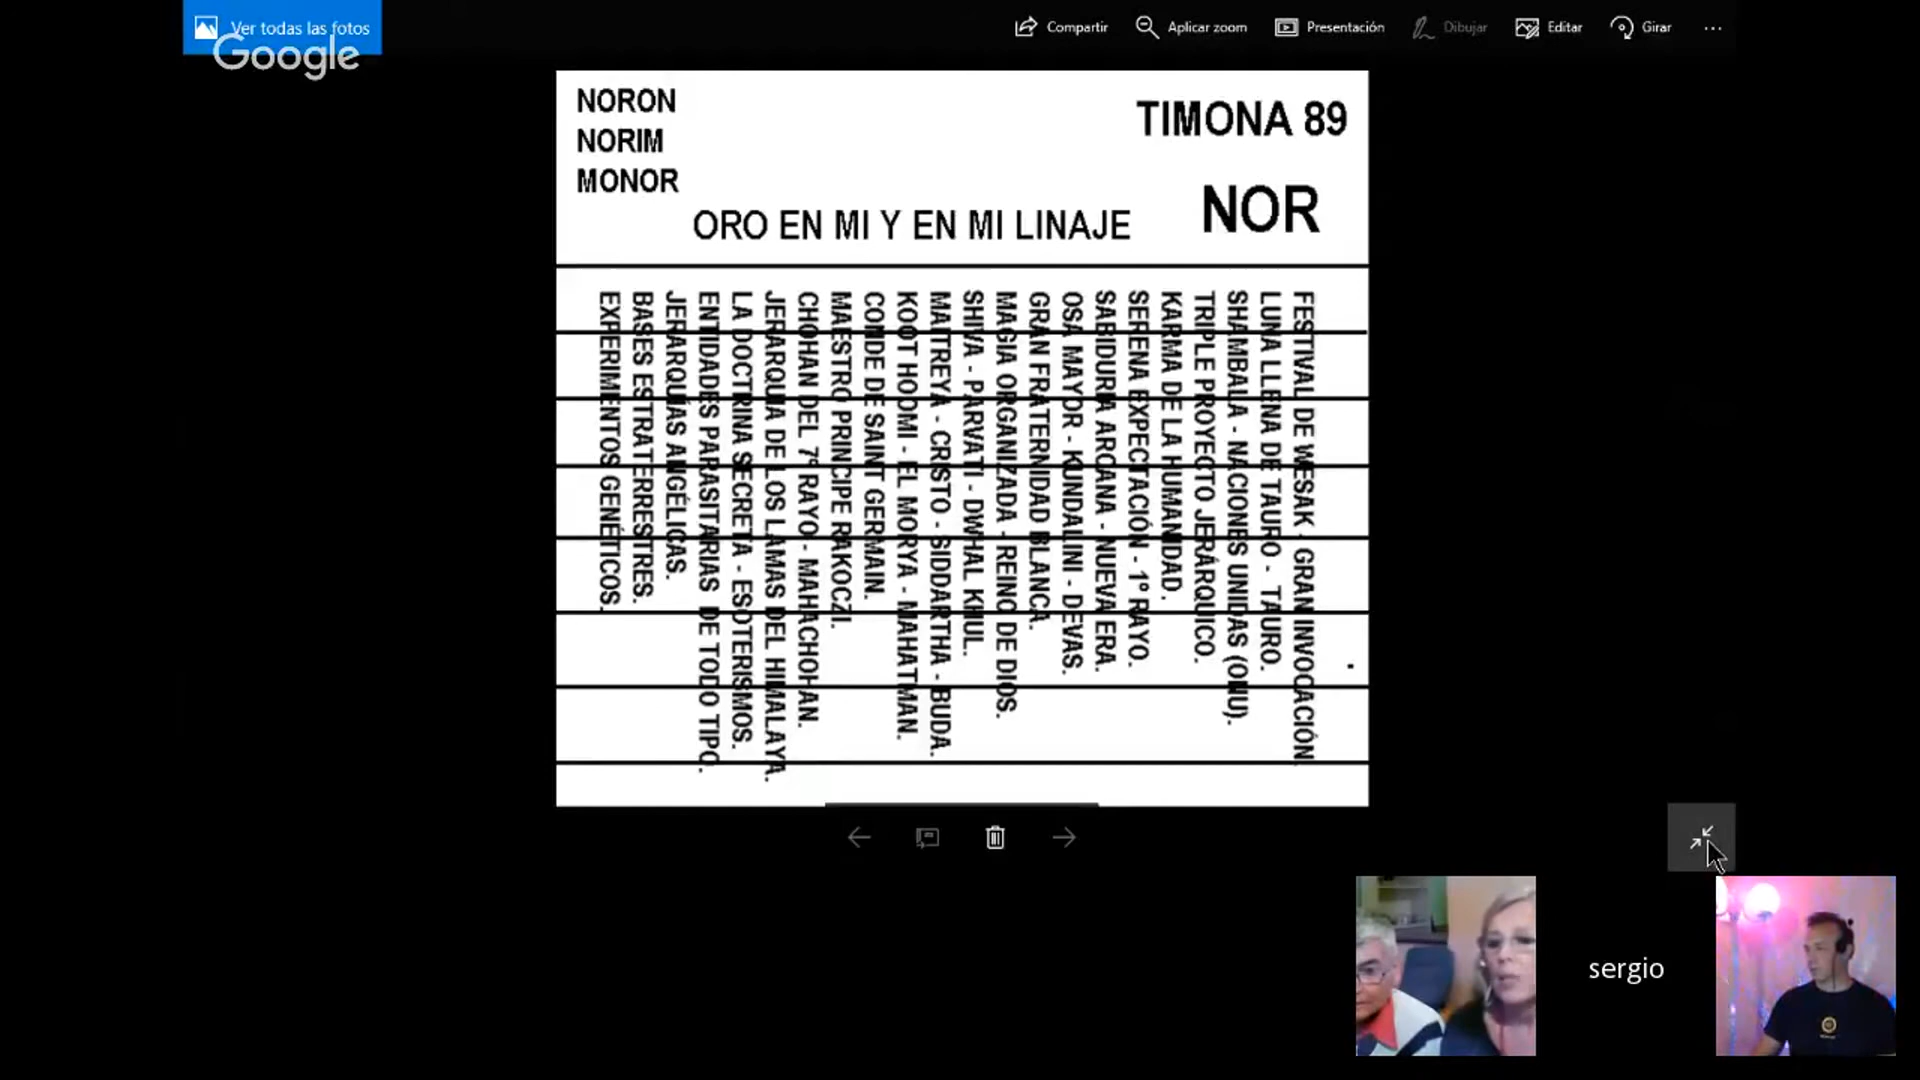 Ver todas las fotos
Google
Compartir
Aplicar zoom
Presentación
Dibujar
Editar
Girar
NORON
NORIM
MONOR
TIMONA 89
NOR
ORO EN MI Y EN MI LINAJE
FESTIVAL DE WESAK - GRAN INVOCACIÓN
LUNA LLENA DE TAURO - TAURO.
SHAMBALA - NACIONES UNIDAS (ONU).
TRIPLE PROYECTO JERÁRQUICO.
KARMA DE LA HUMANIDAD.
SERENA EXPECTACIÓN - 1º RAYO.
SABIDURIA ARCANA - NUEVA ERA.
OSA MAYOR - KUNDALINI - DEVAS.
GRAN FRATERNIDAD BLANCA.
MAGIA ORGANIZADA - REINO DE DIOS.
SHIVA - PARVATI - DWHAL KHUL.
MAITREYA - CRISTO - SIDDARTHA - BUDA.
KOOT HOOMI - EL MORYA - MAHATMAN.
CONDE DE SAINT GERMAIN.
MAESTRO PRINCIPE RAKOCZI.
CHOHAN DEL 7º RAYO - MAHACHOHAN.
JERARQUIA DE LOS LAMAS DEL HIMALAYA.
LA DOCTRINA SECRETA - ESOTERISMOS.
ENTIDADES PARASITARIAS DE TODO TIPO.
JERARQUÍAS ANGÉLICAS.
BASES ESTRATERRESTRES.
EXPERIMENTOS GENÉTICOS.
sergio